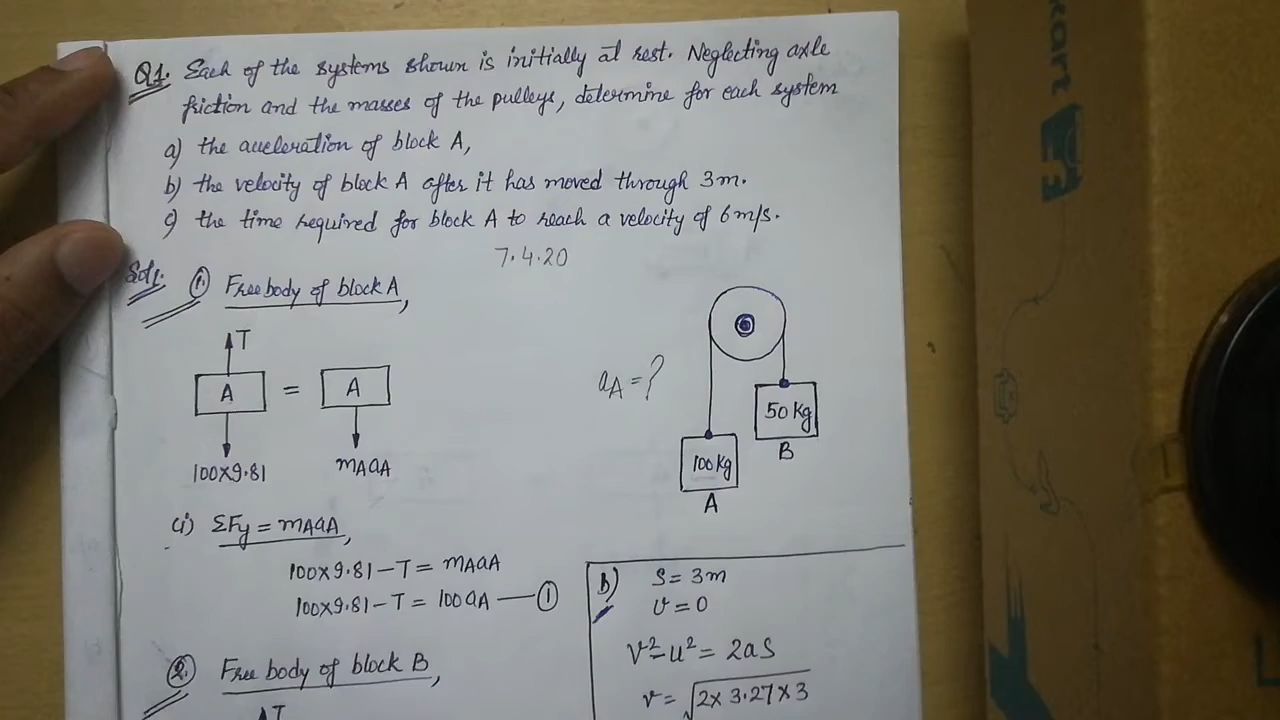 Q1. Each of the systems shown is initially at rest. Neglecting axle
friction and the masses of the pulleys, determine for each system
a) the acceleration of block A,
b) the velocity of block A after it has moved through 3m.
c) the time required for block A to reach a velocity of 6m/s.
7.4.20
Sol:
1. Free body of block A,
T
A = A
100×9.81 mAaA
aA = ?
50 Kg
B
100 Kg
A
(i) ΣFy = mAaA,
100×9.81 – T = mAaA
100×9.81 – T = 100aA — 1
2. Free body of block B,
T
b) S = 3m
v = 0
V² – u² = 2aS
v = √2×3.27×3
kart